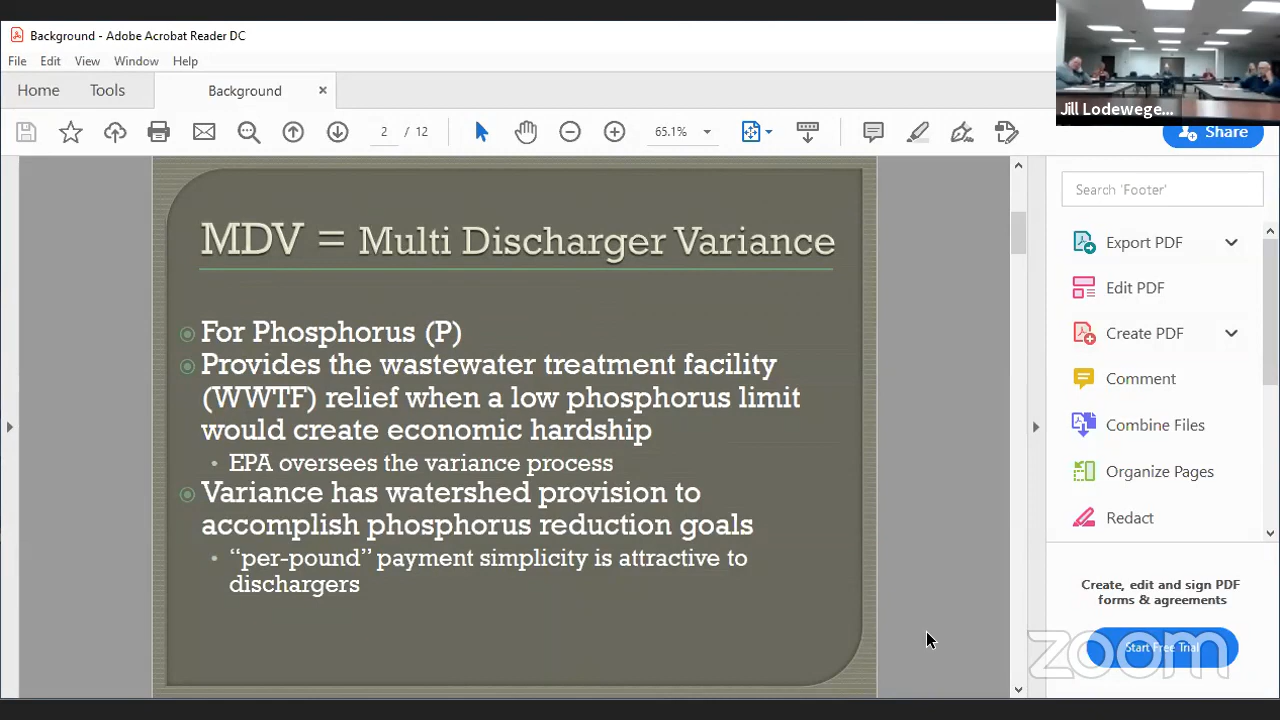 Background - Adobe Acrobat Reader DC
File Edit View Window Help
Home Tools Background ×
2 / 12 65.1% Share
Jill Lodewege...
MDV = Multi Discharger Variance
For Phosphorus (P)
Provides the wastewater treatment facility
(WWTF) relief when a low phosphorus limit
would create economic hardship
• EPA oversees the variance process
Variance has watershed provision to
accomplish phosphorus reduction goals
• “per-pound” payment simplicity is attractive to
dischargers
Search 'Footer'
Export PDF
Edit PDF
Create PDF
Comment
Combine Files
Organize Pages
Redact
Create, edit and sign PDF
forms & agreements
Start Free Trial
zoom